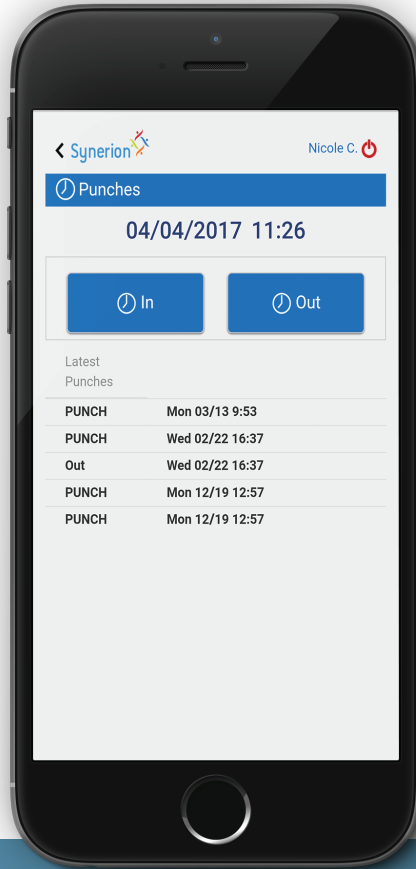 Synerion
Nicole C.
Punches
04/04/2017 11:26
In
Out
Latest
Punches
PUNCH Mon 03/13 9:53
PUNCH Wed 02/22 16:37
Out Wed 02/22 16:37
PUNCH Mon 12/19 12:57
PUNCH Mon 12/19 12:57